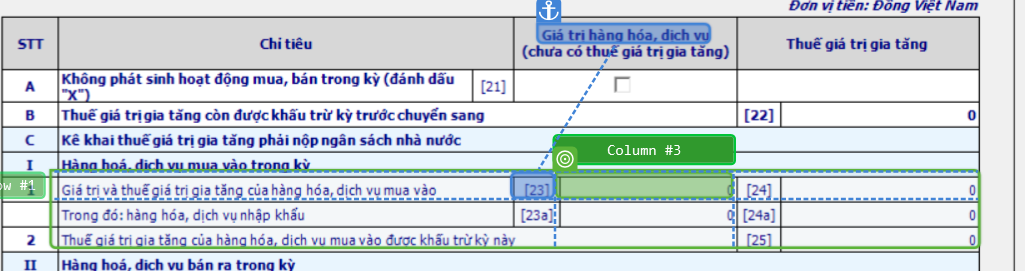 Đơn vị tiền: Đồng Việt Nam
STT Chỉ tiêu Giá trị hàng hóa, dịch vụ (chưa có thuế giá trị gia tăng) Thuế giá trị gia tăng
A Không phát sinh hoạt động mua, bán trong kỳ (đánh dấu "X") [21]
B Thuế giá trị gia tăng còn được khấu trừ kỳ trước chuyển sang [22] 0
C Kê khai thuế giá trị gia tăng phải nộp ngân sách nhà nước
Column #3
I Hàng hoá, dịch vụ mua vào trong kỳ
#1
1 Giá trị và thuế giá trị gia tăng của hàng hóa, dịch vụ mua vào [23] 0 [24] 0
Trong đó: hàng hóa, dịch vụ nhập khẩu [23a] 0 [24a] 0
2 Thuế giá trị gia tăng của hàng hóa, dịch vụ mua vào được khấu trừ kỳ này [25] 0
II Hàng hoá, dịch vụ bán ra trong kỳ